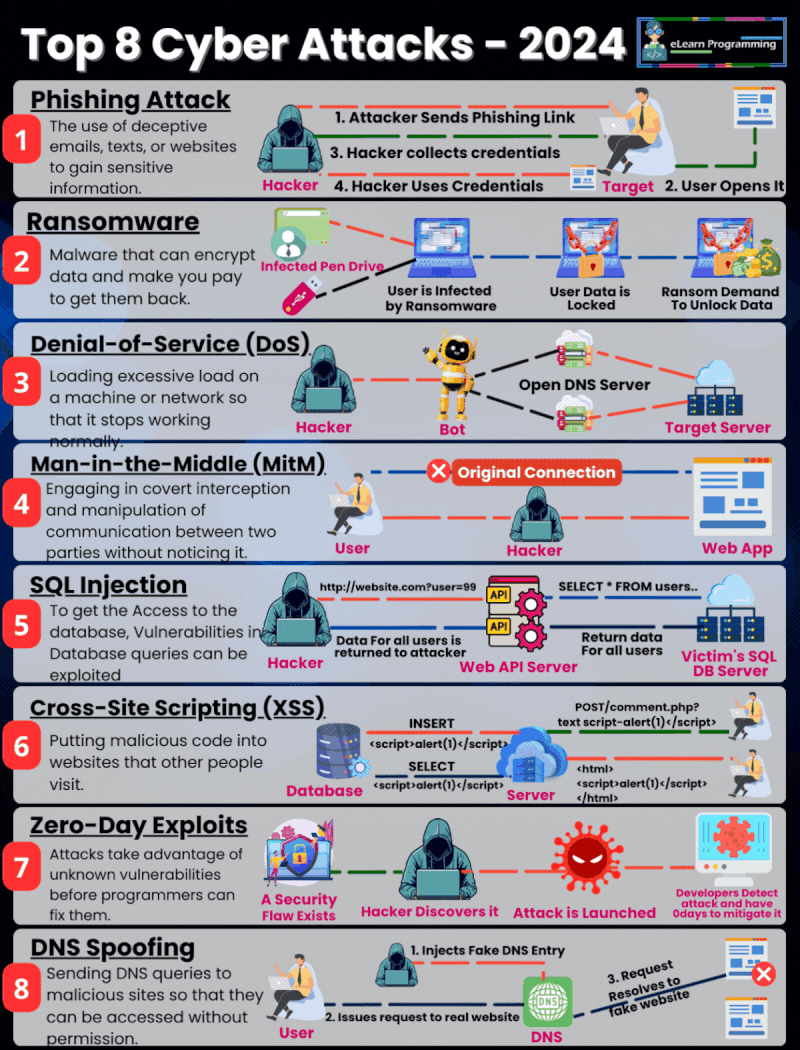 Top 8 Cyber Attacks - 2024
eLearn Programming
Phishing Attack
1
The use of deceptive
emails, texts, or websites
to gain sensitive
information.
1. Attacker Sends Phishing Link
3. Hacker collects credentials
4. Hacker Uses Credentials
Hacker
Target
2. User Opens It
Ransomware
2
Malware that can encrypt
data and make you pay
to get them back.
Infected Pen Drive
User is Infected
by Ransomware
User Data is
Locked
Ransom Demand
To Unlock Data
Denial-of-Service (DoS)
3
Loading excessive load on
a machine or network so
that it stops working
normally.
Hacker
Bot
Open DNS Server
Target Server
Man-in-the-Middle (MitM)
4
Engaging in covert interception
and manipulation of
communication between two
parties without noticing it.
Original Connection
User
Hacker
Web App
SQL Injection
5
To get the Access to the
database, Vulnerabilities in
Database queries can be
exploited
http://website.com?user=99
Data For all users is
returned to attacker
Hacker
API
API
Web API Server
SELECT * FROM users..
Return data
For all users
Victim's SQL
DB Server
Cross-Site Scripting (XSS)
6
Putting malicious code into
websites that other people
visit.
INSERT
<script>alert(1)</script>
SELECT
<script>alert(1)</script>
Database
Server
POST/comment.php?
text script-alert(1)</script>
<html>
<script>alert(1)</script>
</html>
Zero-Day Exploits
7
Attacks take advantage of
unknown vulnerabilities
before programmers can
fix them.
A Security
Flaw Exists
Hacker Discovers it
Attack is Launched
Developers Detect
attack and have
0days to mitigate it
DNS Spoofing
8
Sending DNS queries to
malicious sites so that they
can be accessed without
permission.
1. Injects Fake DNS Entry
2. Issues request to real website
User
DNS
DNS
3. Request
Resolves to
fake website